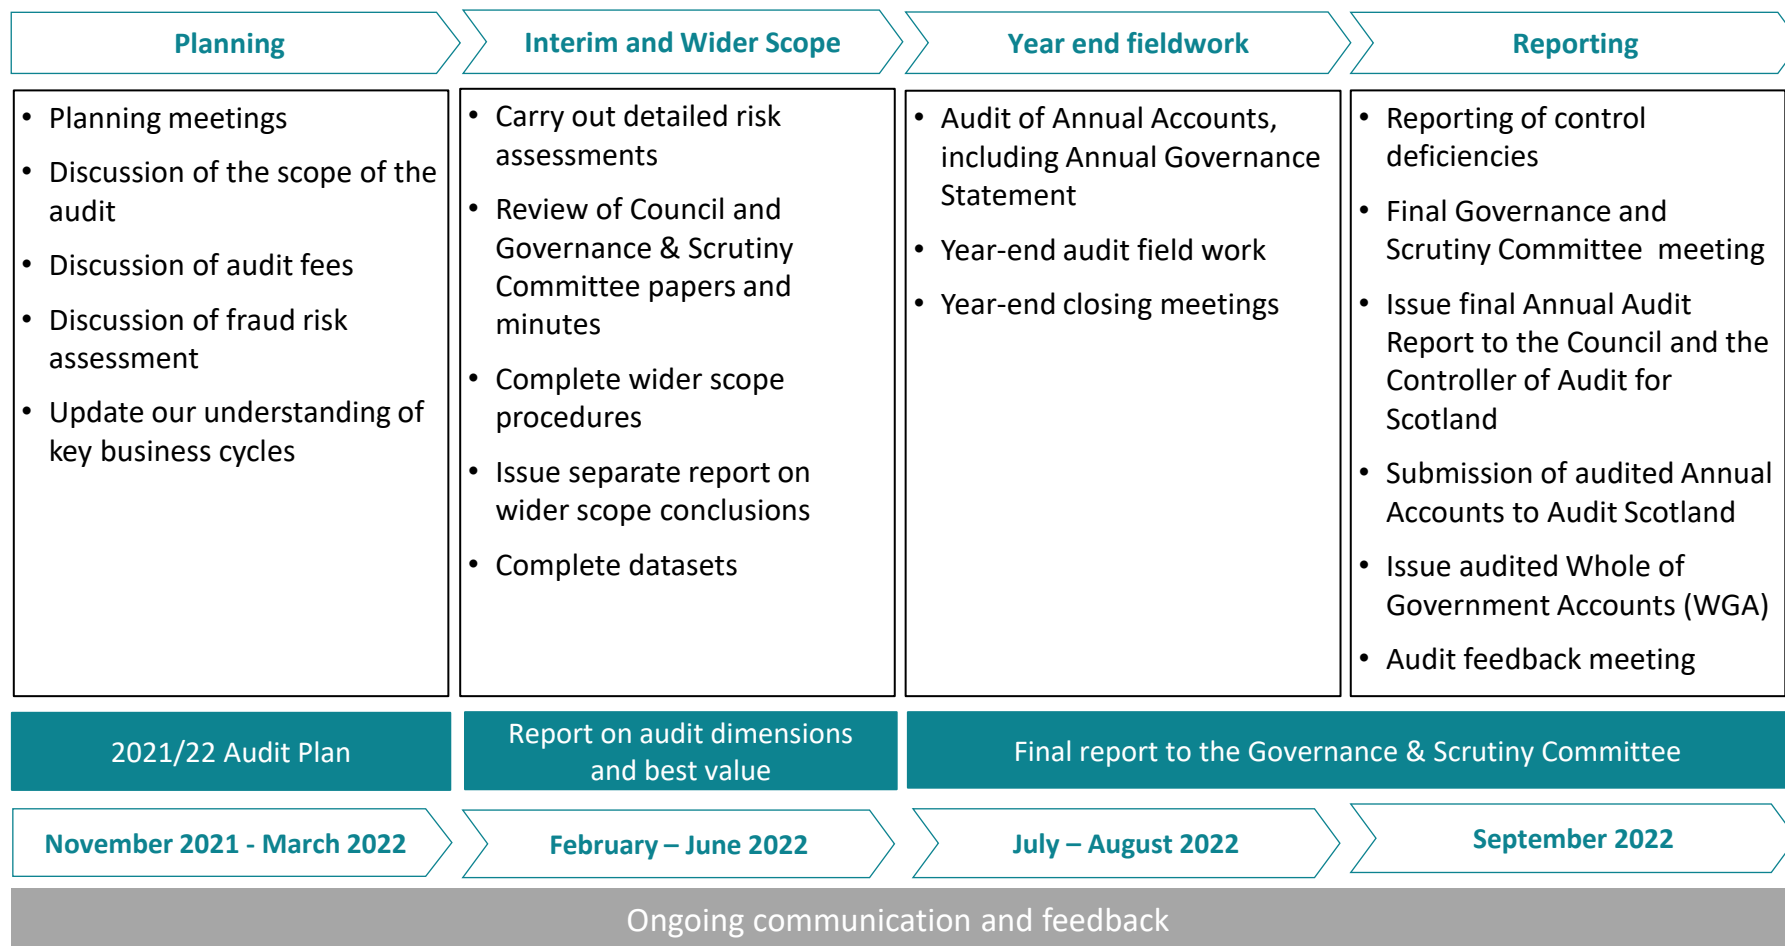 Planning
Interim and Wider Scope
Year end fieldwork
Reporting
• Planning meetings
• Discussion of the scope of the
audit
• Discussion of audit fees
• Discussion of fraud risk
assessment
• Update our understanding of
key business cycles
• Carry out detailed risk
assessments
• Review of Council and
Governance & Scrutiny
Committee papers and
minutes
• Complete wider scope
procedures
• Issue separate report on
wider scope conclusions
• Complete datasets
• Audit of Annual Accounts,
including Annual Governance
Statement
• Year-end audit field work
• Year-end closing meetings
• Reporting of control
deficiencies
• Final Governance and
Scrutiny Committee meeting
• Issue final Annual Audit
Report to the Council and the
Controller of Audit for
Scotland
• Submission of audited Annual
Accounts to Audit Scotland
• Issue audited Whole of
Government Accounts (WGA)
• Audit feedback meeting
2021/22 Audit Plan
Report on audit dimensions
and best value
Final report to the Governance & Scrutiny Committee
November 2021 - March 2022
February – June 2022
July – August 2022
September 2022
Ongoing communication and feedback